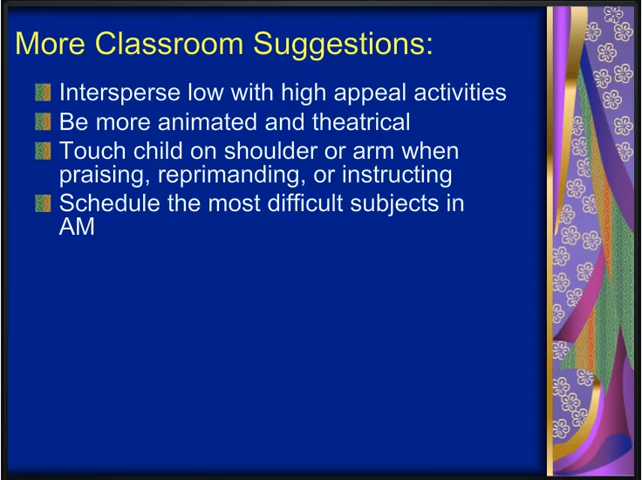 More Classroom Suggestions:
Intersperse low with high appeal activities
Be more animated and theatrical
Touch child on shoulder or arm when
praising, reprimanding, or instructing
Schedule the most difficult subjects in
AM